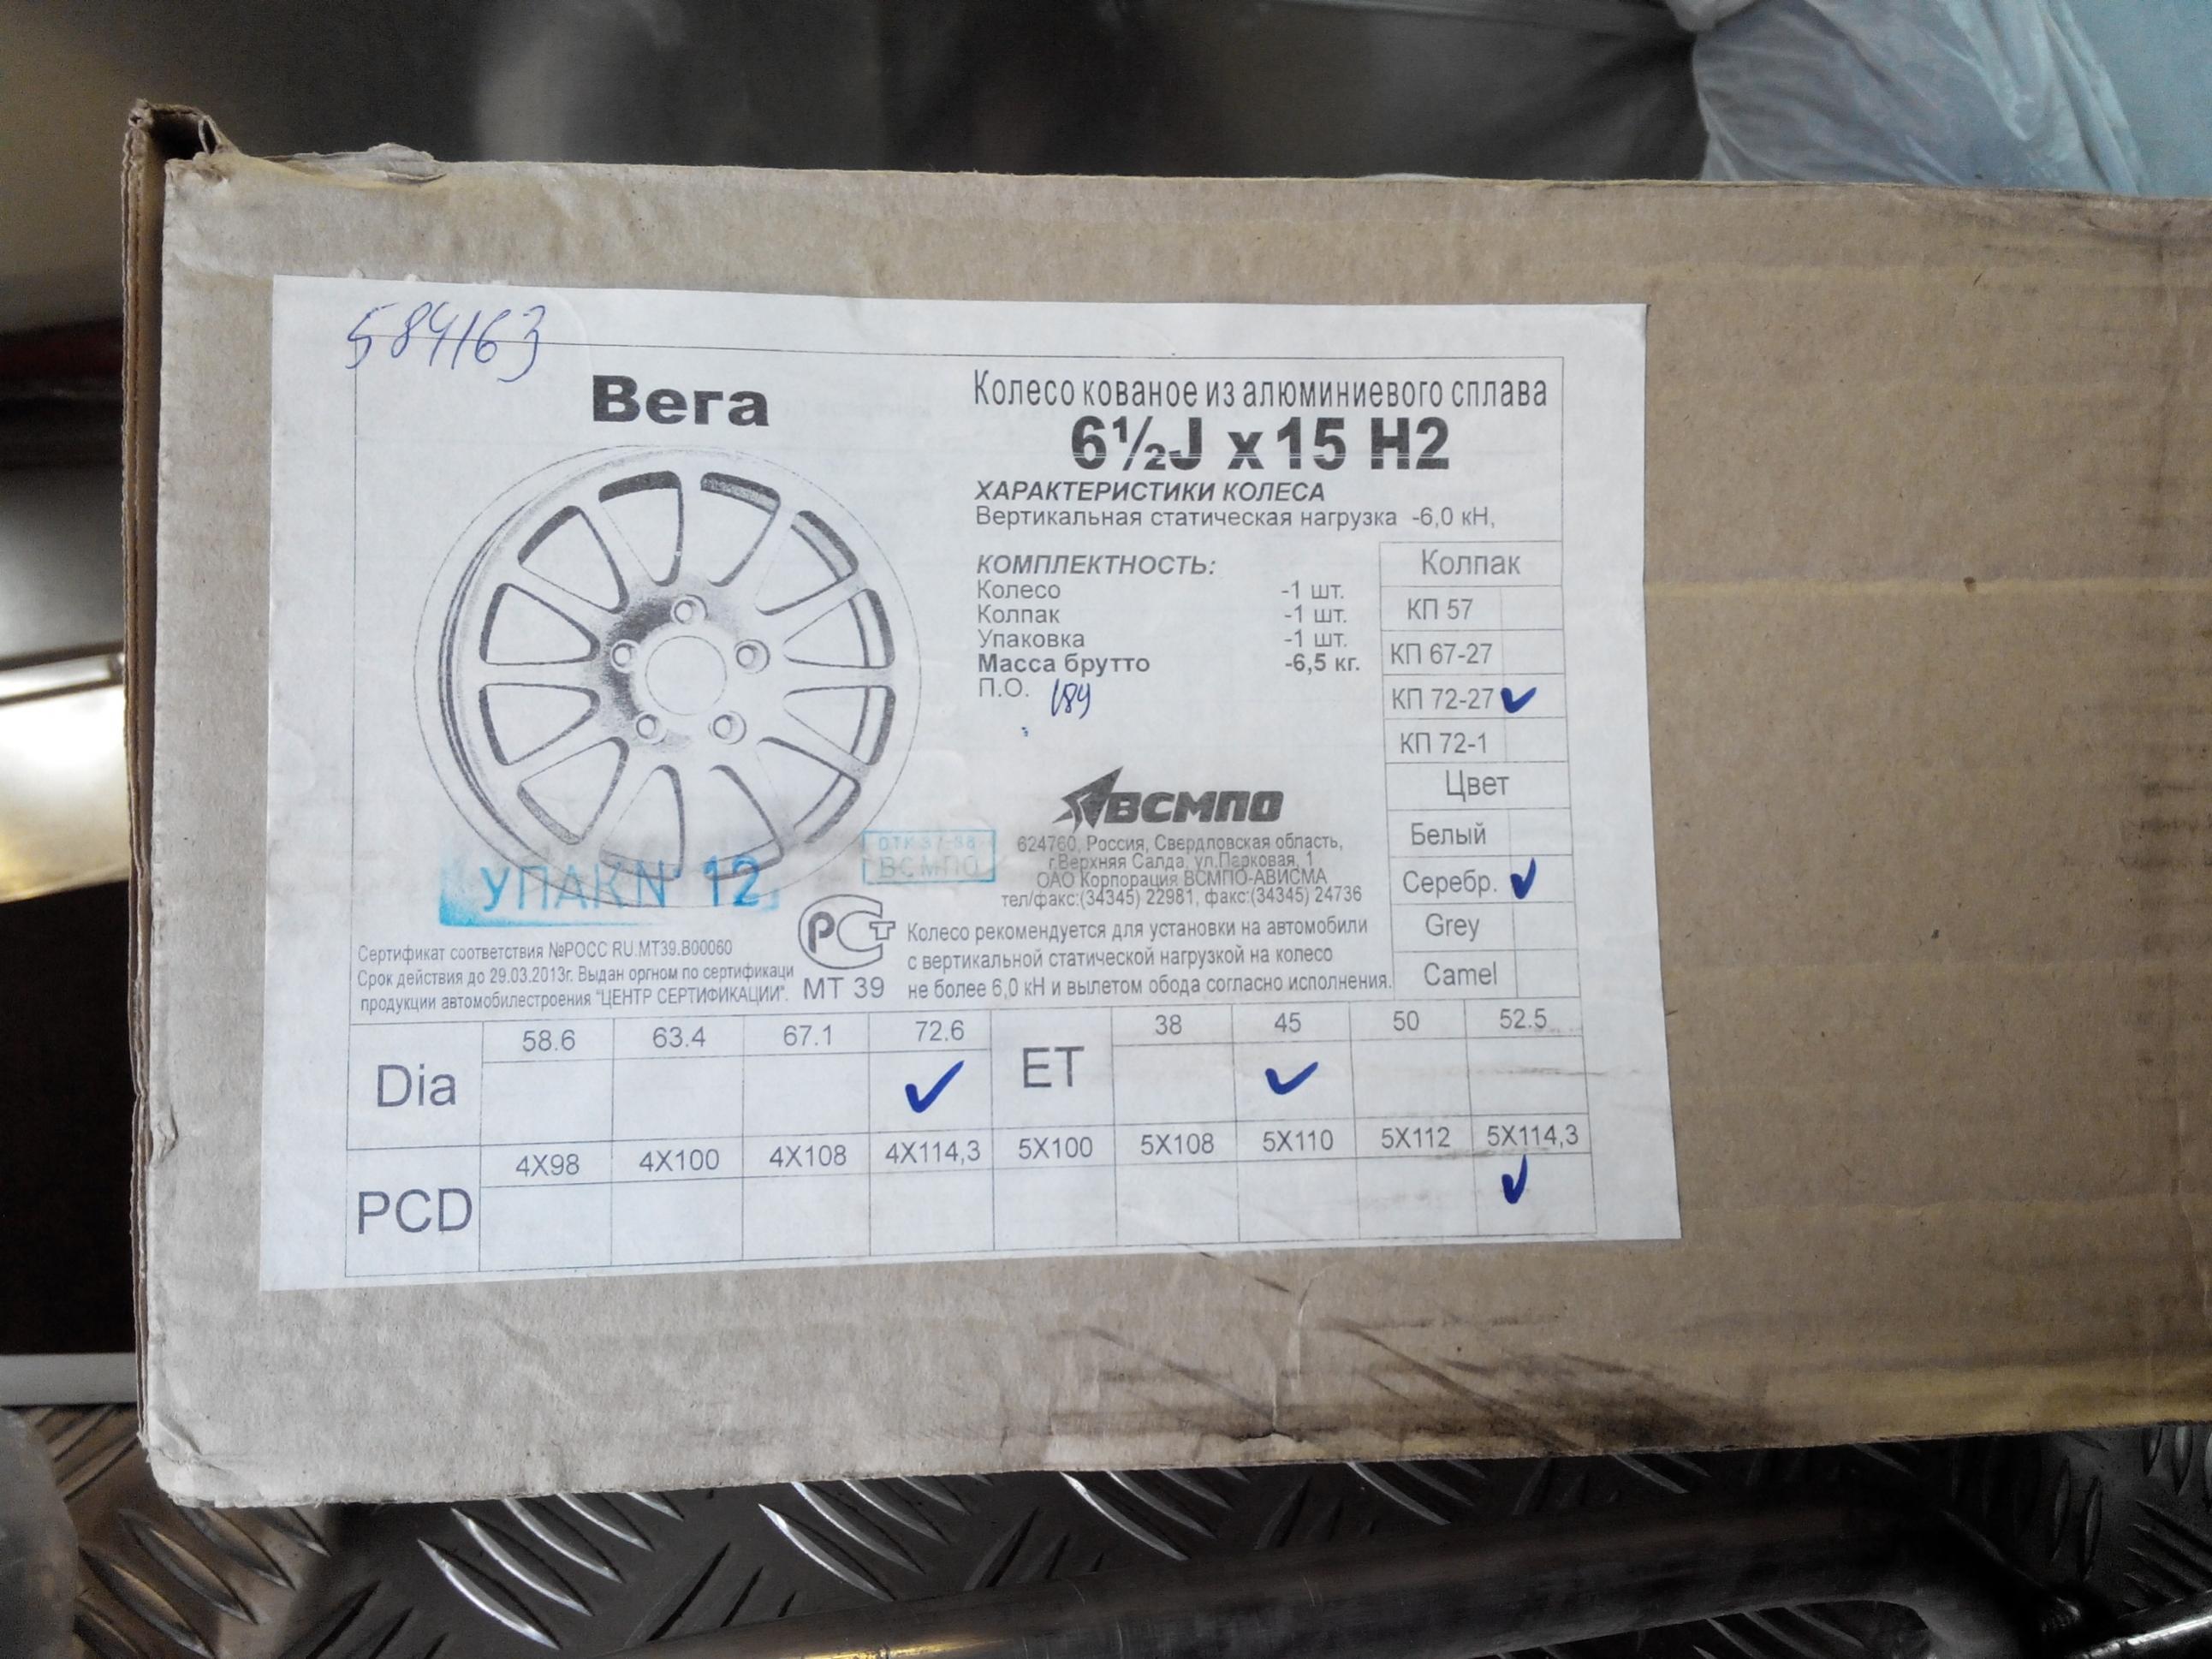 584163
Вега
Колесо кованое из алюминиевого сплава
6½J x 15 H2
ХАРАКТЕРИСТИКИ КОЛЕСА
Вертикальная статическая нагрузка -6,0 кН,
КОМПЛЕКТНОСТЬ:
Колесо -1 шт.
Колпак -1 шт.
Упаковка -1 шт.
Масса брутто -6,5 кг.
П.О. 189
Колпак
КП 57
КП 67-27
КП 72-27 ✓
КП 72-1
Цвет
Белый
Серебр. ✓
Grey
Camel
ВСМПО
624760, Россия, Свердловская область,
г.Верхняя Салда, ул.Парковая, 1
ОАО Корпорация ВСМПО-АВИСМА
тел/факс:(34345) 22981, факс:(34345) 24736
ВСМПО
УПАК N 12
Сертификат соответствия №РОСС RU.МТ39.В00060
Срок действия до 29.03.2013г. Выдан оргном по сертификаци
продукции автомобилестроения "ЦЕНТР СЕРТИФИКАЦИИ".
РСТ
МТ 39
Колесо рекомендуется для установки на автомобили
с вертикальной статической нагрузкой на колесо
не более 6,0 кН и вылетом обода согласно исполнения.
Dia 58.6 63.4 67.1 72.6 ✓
ET 38 45 ✓ 50 52.5
PCD 4X98 4X100 4X108 4X114,3 5X100 5X108 5X110 5X112 5X114,3 ✓